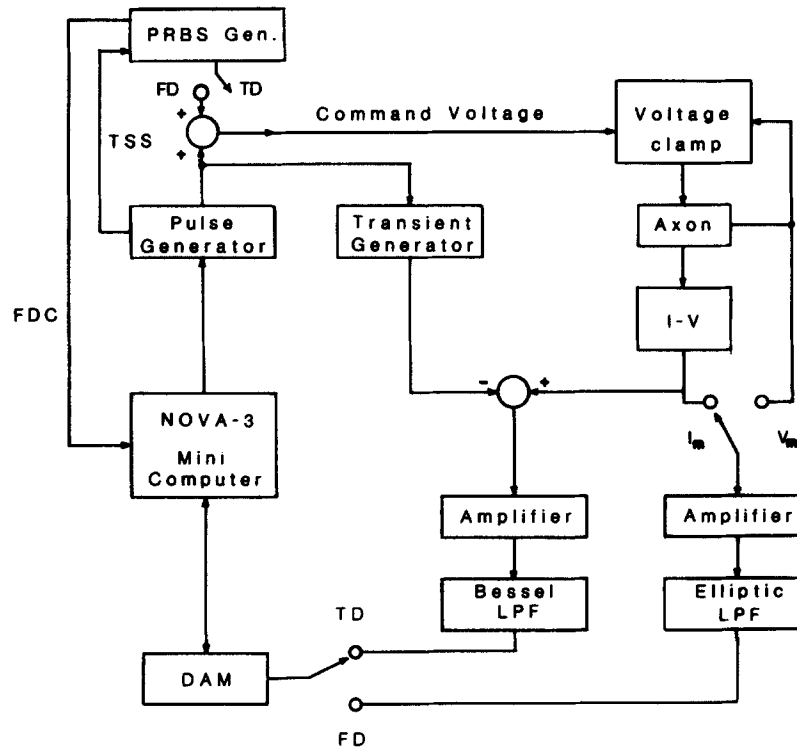 PRBS Gen.
FD
TD
+
+
TSS
Command Voltage
Voltage
clamp
Pulse
Generator
Transient
Generator
Axon
FDC
I-V
-
+
NOVA-3
Mini
Computer
Im
Vm
Amplifier
Amplifier
Bessel
LPF
Elliptic
LPF
TD
DAM
FD